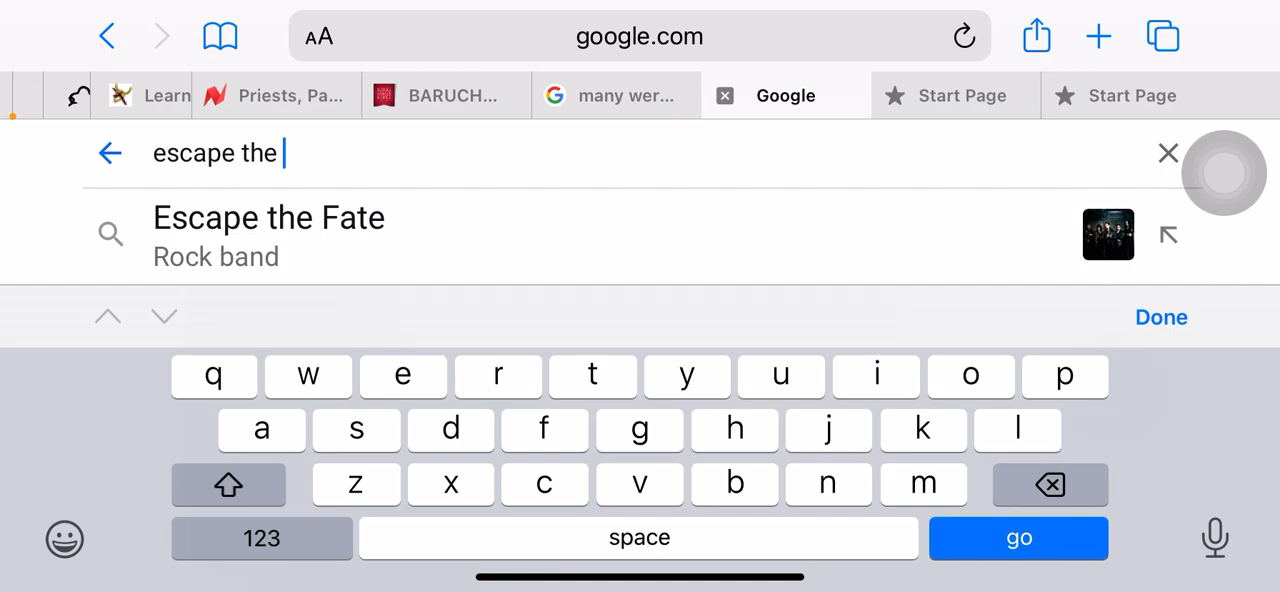 AA google.com
Learn Priests, Pa... BARUCH... many wer... Google Start Page Start Page
escape the
Escape the Fate
Rock band
Done
q w e r t y u i o p
a s d f g h j k l
z x c v b n m
123 space go